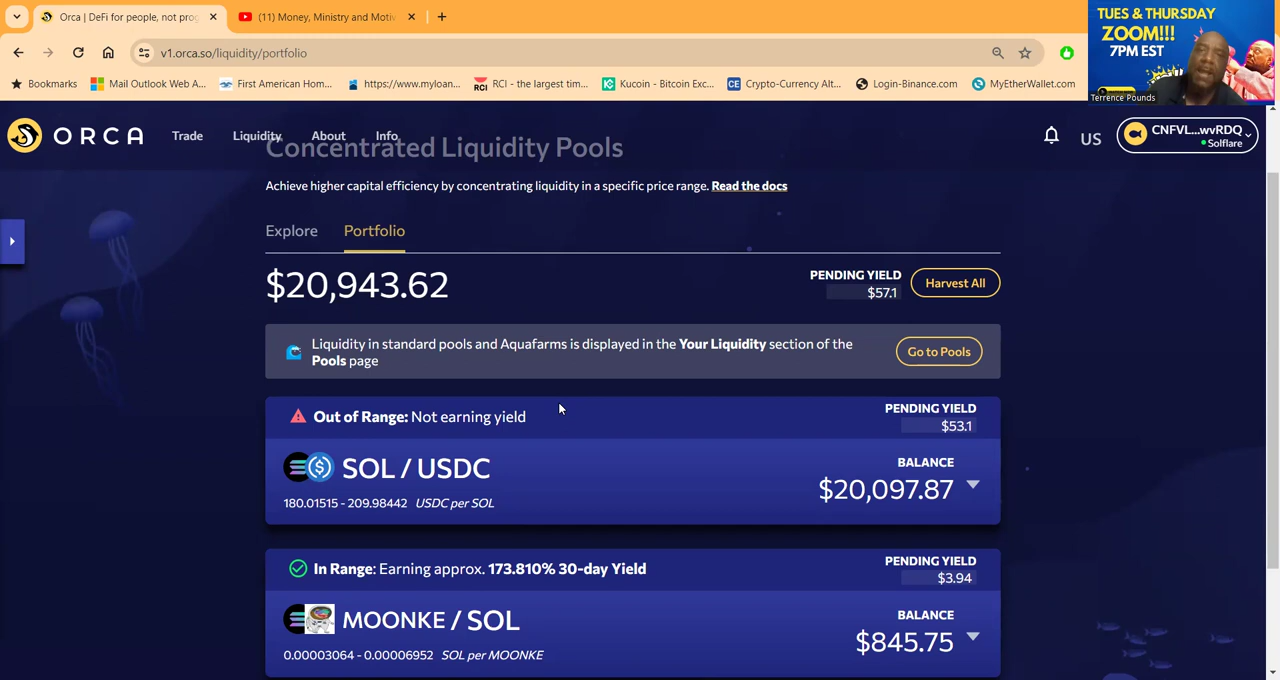 Orca | DeFi for people, not prog
(11) Money, Ministry and Motiv
v1.orca.so/liquidity/portfolio
Bookmarks
Mail Outlook Web A...
First American Hom...
https://www.myloan...
RCI - the largest tim...
Kucoin - Bitcoin Exc...
Crypto-Currency Alt...
Login-Binance.com
MyEtherWallet.com
TUES & THURSDAY
ZOOM!!!
7PM EST
Terrence Pounds
ORCA
Trade
Liquidity
About
Info
US
CNFVL...wvRDQ
Solflare
Concentrated Liquidity Pools
Achieve higher capital efficiency by concentrating liquidity in a specific price range. Read the docs
Explore
Portfolio
$20,943.62
PENDING YIELD
$57.1
Harvest All
Liquidity in standard pools and Aquafarms is displayed in the Your Liquidity section of the
Pools page
Go to Pools
Out of Range: Not earning yield
PENDING YIELD
$53.1
SOL / USDC
180.01515 - 209.98442 USDC per SOL
BALANCE
$20,097.87
In Range: Earning approx. 173.810% 30-day Yield
PENDING YIELD
$3.94
MOONKE / SOL
0.00003064 - 0.00006952 SOL per MOONKE
BALANCE
$845.75